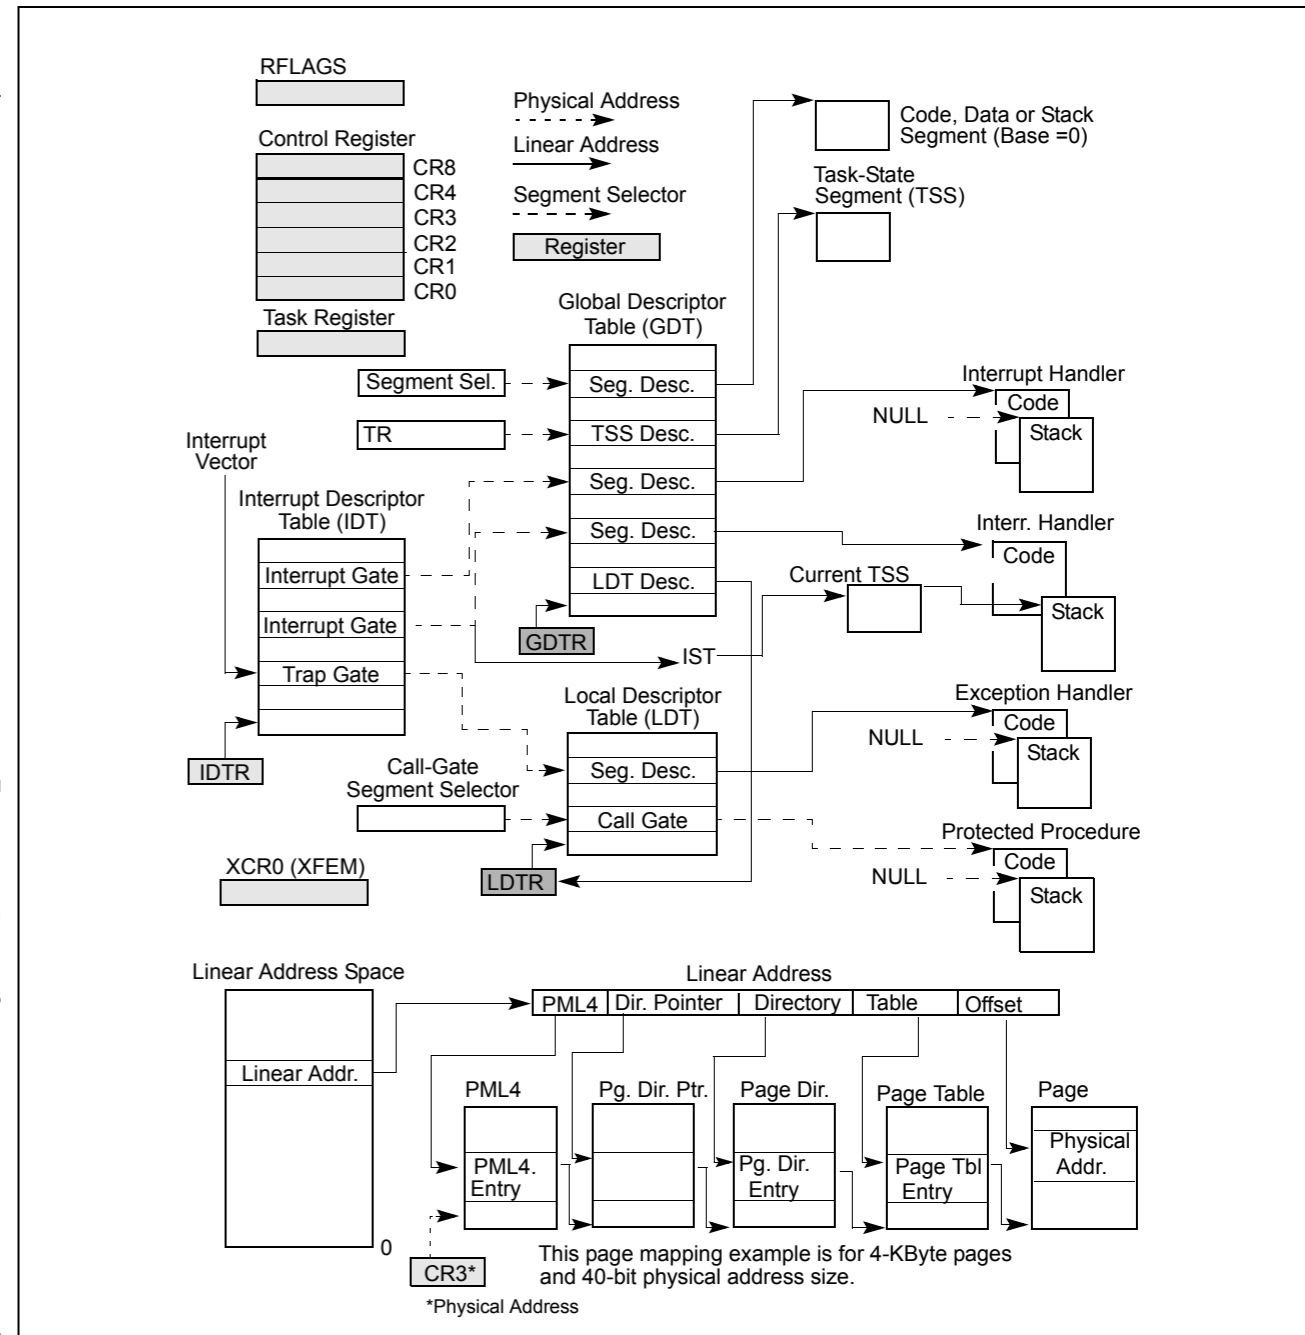 RFLAGS
Control Register
CR8
CR4
CR3
CR2
CR1
CR0
Task Register
Physical Address
Linear Address
Segment Selector
Register
Code, Data or Stack
Segment (Base =0)
Task-State
Segment (TSS)
Global Descriptor
Table (GDT)
Segment Sel.
Seg. Desc.
TR
TSS Desc.
Seg. Desc.
Seg. Desc.
LDT Desc.
GDTR
Interrupt Handler
Code
NULL
Stack
Interrupt
Vector
Interrupt Descriptor
Table (IDT)
Interrupt Gate
Interrupt Gate
Trap Gate
IDTR
Interr. Handler
Code
Current TSS
Stack
IST
Local Descriptor
Table (LDT)
Seg. Desc.
Call Gate
LDTR
Call-Gate
Segment Selector
Exception Handler
Code
NULL
Stack
Protected Procedure
Code
NULL
Stack
XCR0 (XFEM)
Linear Address Space
Linear Addr.
0
Linear Address
PML4 Dir. Pointer Directory Table Offset
PML4
Pg. Dir. Ptr.
Page Dir.
Page Table
Page
PML4.
Entry
Pg. Dir.
Entry
Page Tbl
Entry
Physical
Addr.
CR3*
*Physical Address
This page mapping example is for 4-KByte pages
and 40-bit physical address size.